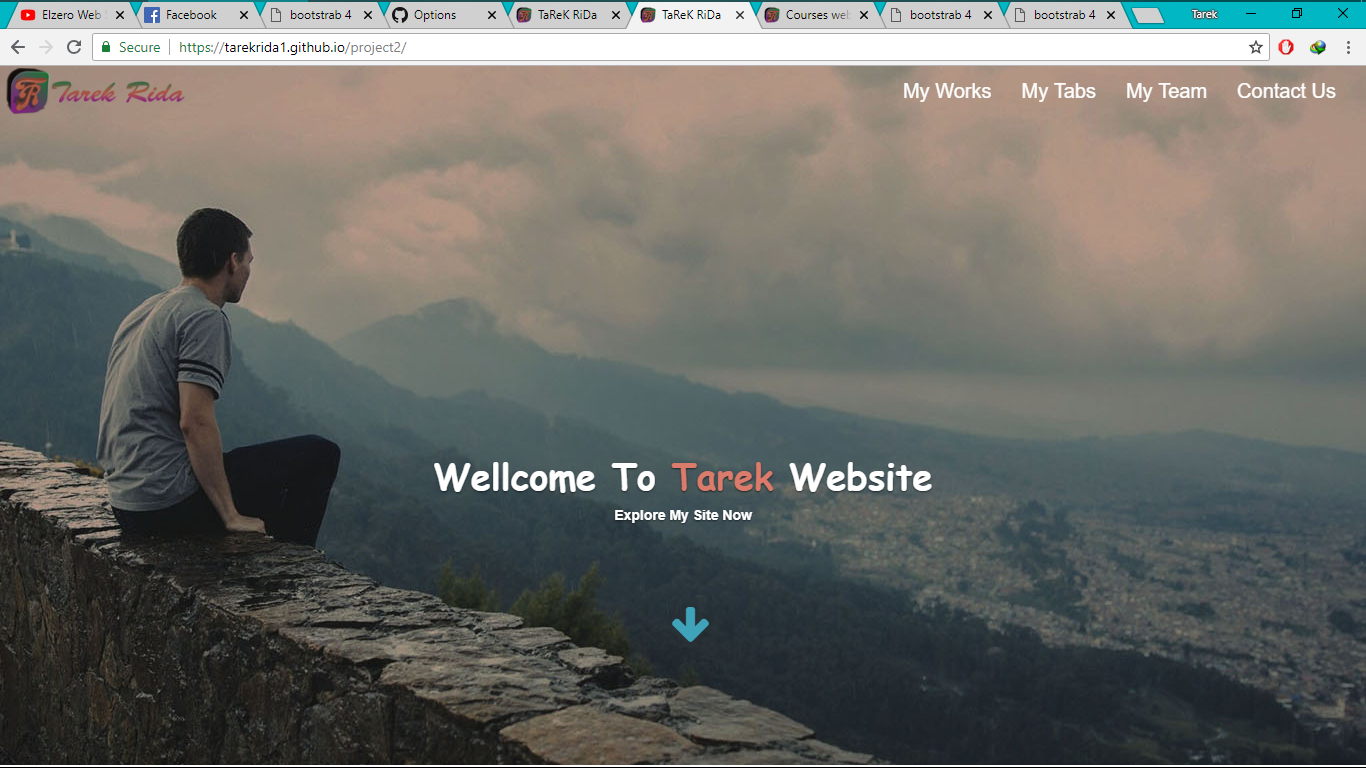 Elzero Web
Facebook
bootstrab 4
Options
TaReK RiDa
TaReK RiDa
Courses web
bootstrab 4
bootstrab 4
Tarek
Secure
https://tarekrida1.github.io/project2/
Tarek Rida
My Works
My Tabs
My Team
Contact Us
Wellcome To Tarek Website
Explore My Site Now